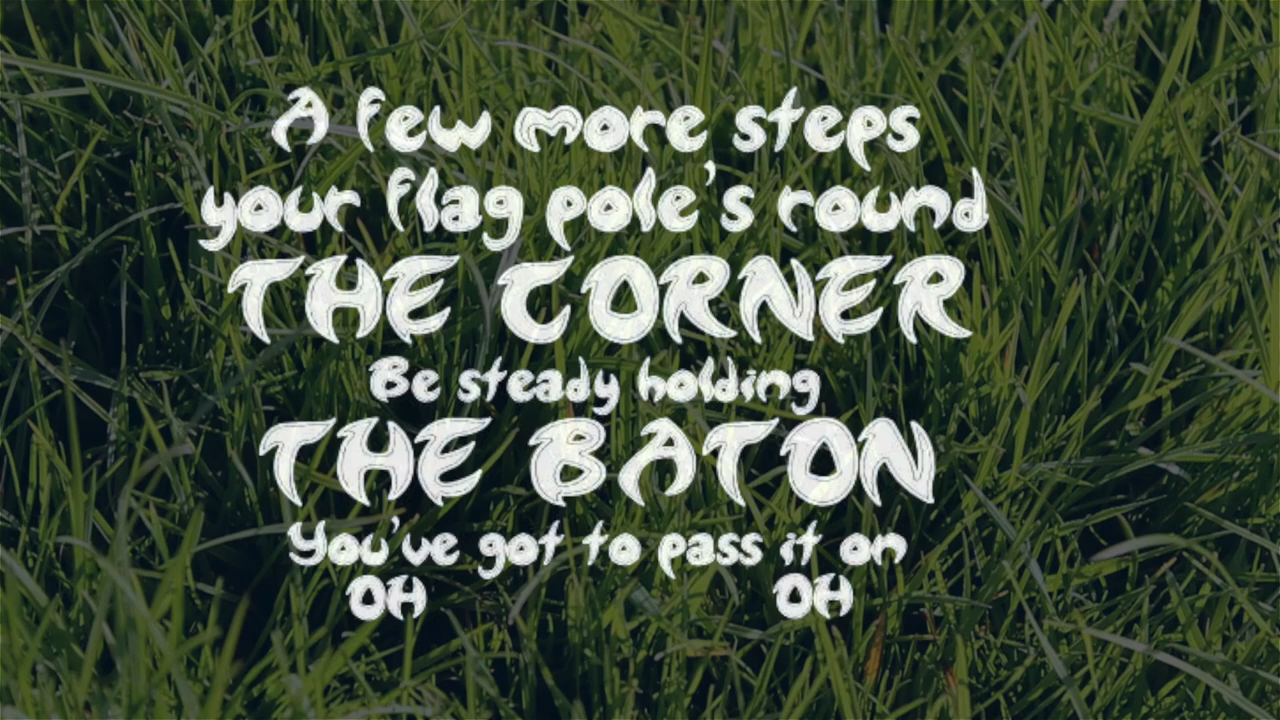 A few more steps
your flag pole's round
THE CORNER
Be steady holding
THE BATON
You've got to pass it on
OH OH